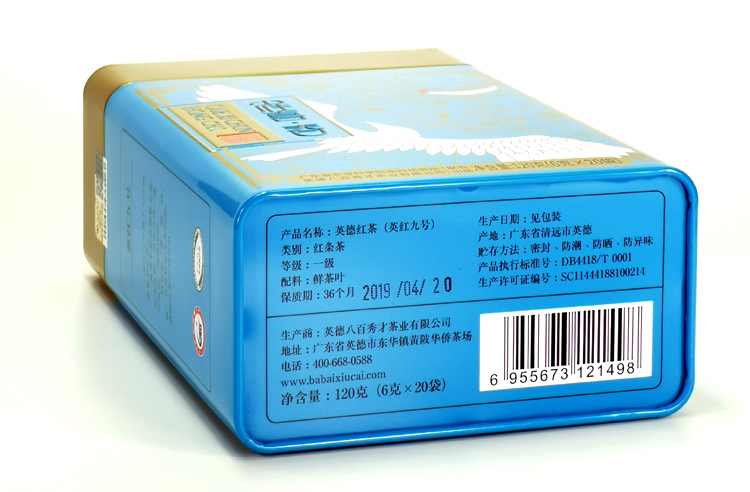 产品名称：英德红茶（英红九号）
类别：红条茶
等级：一级
配料：鲜茶叶
保质期：36个月 2019/04/20
生产日期：见包装
产地：广东省清远市英德
贮存方法：密封、防潮、防晒、防异味
产品执行标准号：DB4418/T 0001
生产许可证编号：SC11444188100214
生产商：英德八百秀才茶业有限公司
地址：广东省英德市东华镇黄陂华侨茶场
电话：400-668-0588
www.babaixiucai.com
净含量：120克（6克×20袋）
6 955673 121498
英红九号